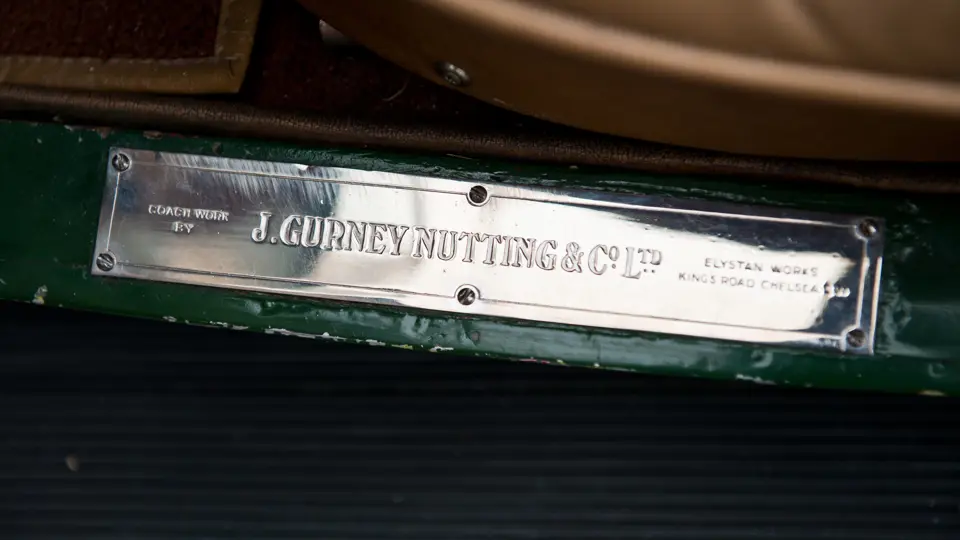 COACH WORK
BY
J. GURNEY NUTTING & Cº LTD
ELYSTAN WORKS
KINGS ROAD CHELSEA